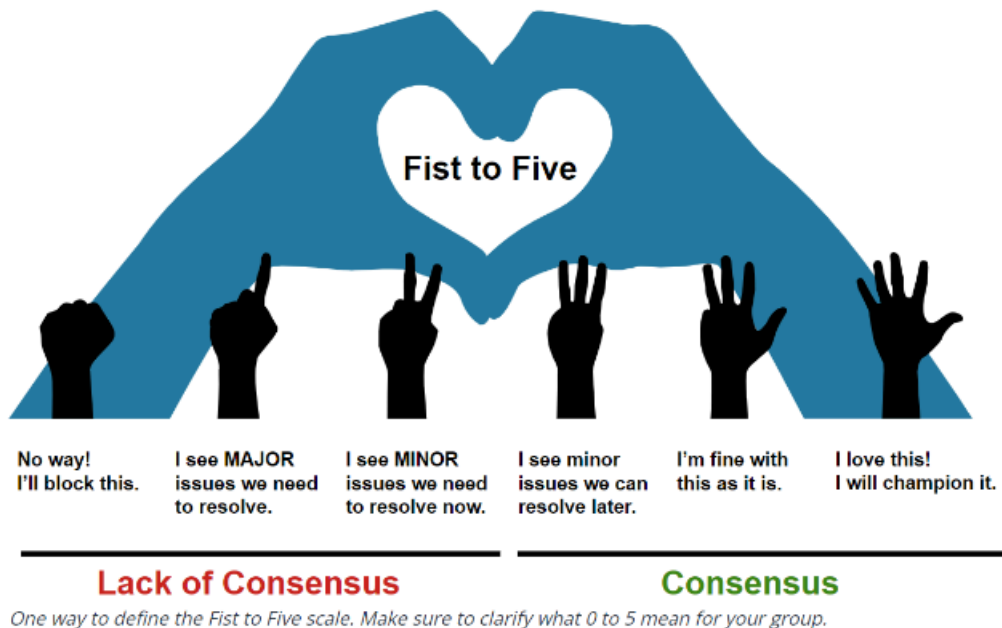 Fist to Five
No way!
I'll block this.
I see MAJOR
issues we need
to resolve.
I see MINOR
issues we need
to resolve now.
I see minor
issues we can
resolve later.
I'm fine with
this as it is.
I love this!
I will champion it.
Lack of Consensus
Consensus
One way to define the Fist to Five scale. Make sure to clarify what 0 to 5 mean for your group.